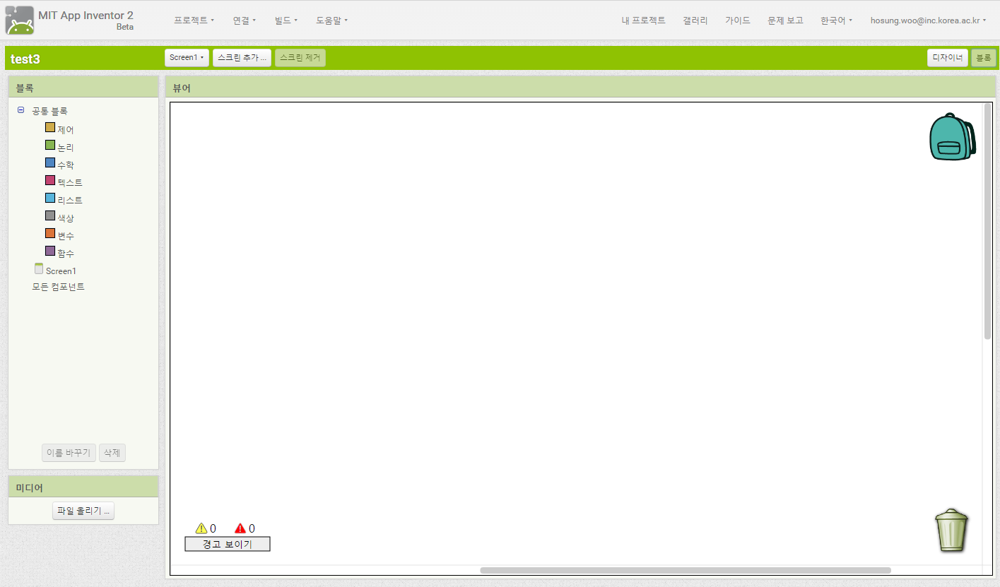 MIT App Inventor 2
Beta
프로젝트 연결 빌드 도움말 내 프로젝트 갤러리 가이드 문제 보고 한국어 hosung.woo@inc.korea.ac.kr
test3 Screen1 스크린 추가 ... 스크린 제거 디자이너 블록
블록 뷰어
공통 블록
제어
논리
수학
텍스트
리스트
색상
변수
함수
Screen1
모든 컴포넌트
이름 바꾸기 삭제
미디어
파일 올리기 ...
0 0
경고 보이기